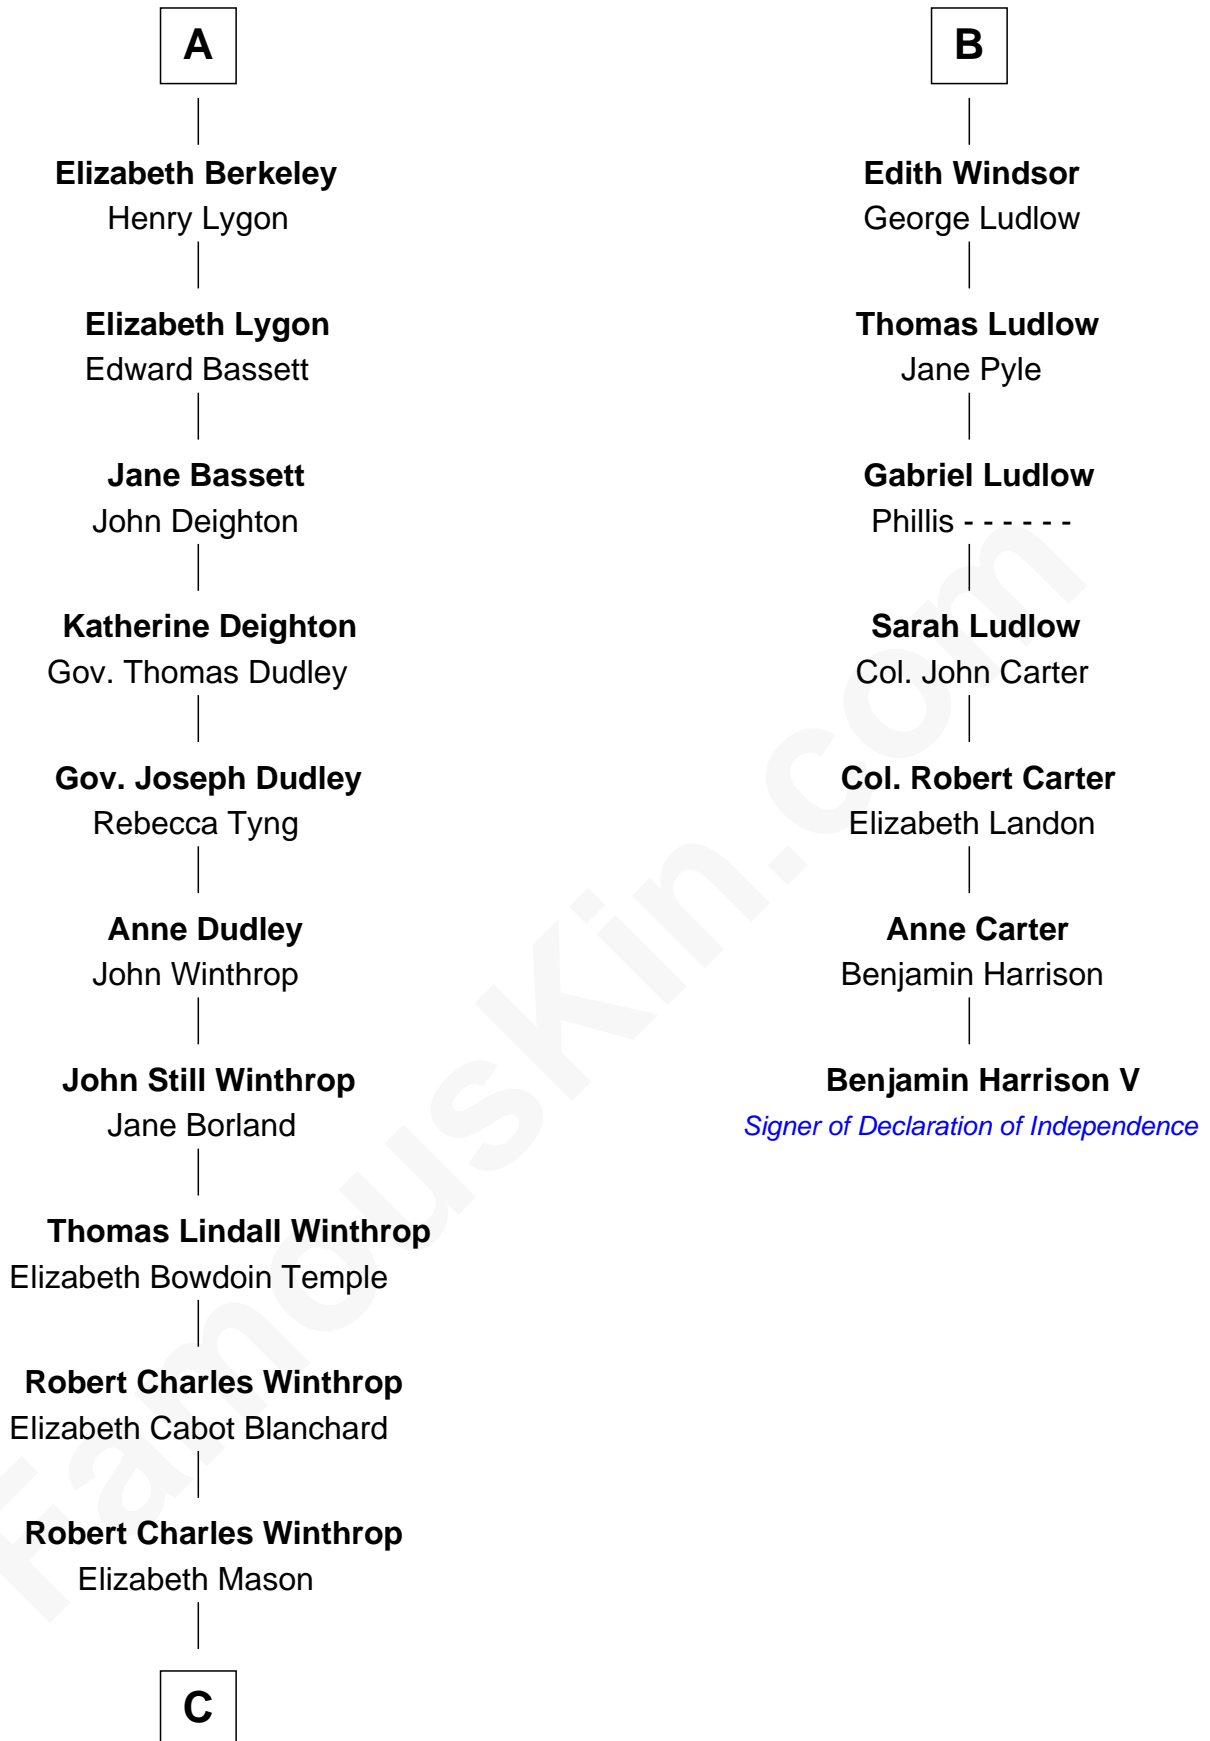 A
Elizabeth Berkeley
Henry Lygon
Elizabeth Lygon
Edward Bassett
Jane Bassett
John Deighton
Katherine Deighton
Gov. Thomas Dudley
Gov. Joseph Dudley
Rebecca Tyng
Anne Dudley
John Winthrop
John Still Winthrop
Jane Borland
Thomas Lindall Winthrop
Elizabeth Bowdoin Temple
Robert Charles Winthrop
Elizabeth Cabot Blanchard
Robert Charles Winthrop
Elizabeth Mason
C
B
Edith Windsor
George Ludlow
Thomas Ludlow
Jane Pyle
Gabriel Ludlow
Phillis - - - - - -
Sarah Ludlow
Col. John Carter
Col. Robert Carter
Elizabeth Landon
Anne Carter
Benjamin Harrison
Benjamin Harrison V
Signer of Declaration of Independence
FamousKin.com